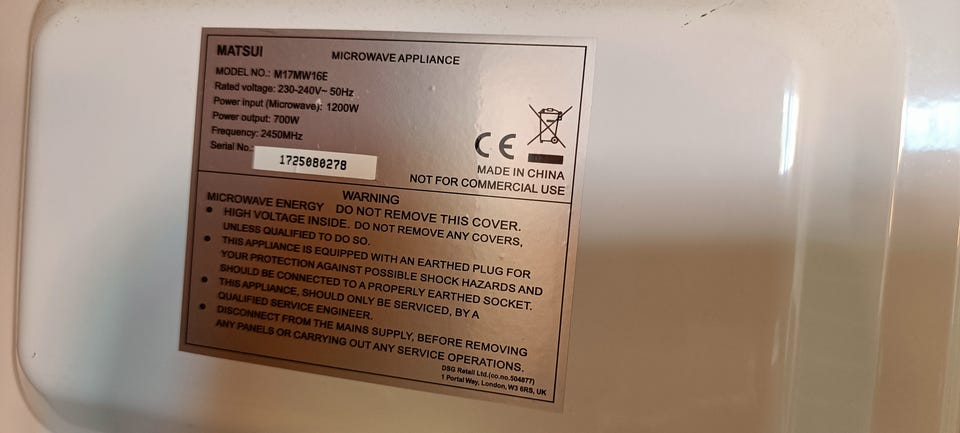 MATSUI
MICROWAVE APPLIANCE
MODEL NO.: M17MW16E
Rated voltage: 230-240V~ 50Hz
Power input (Microwave): 1200W
Power output: 700W
Frequency: 2450MHz
Serial No.:
1725080278
CE
MADE IN CHINA
NOT FOR COMMERCIAL USE
WARNING
MICROWAVE ENERGY DO NOT REMOVE THIS COVER.
• HIGH VOLTAGE INSIDE. DO NOT REMOVE ANY COVERS,
UNLESS QUALIFIED TO DO SO.
• THIS APPLIANCE IS EQUIPPED WITH AN EARTHED PLUG FOR
YOUR PROTECTION AGAINST POSSIBLE SHOCK HAZARDS AND
SHOULD BE CONNECTED TO A PROPERLY EARTHED SOCKET.
• THIS APPLIANCE, SHOULD ONLY BE SERVICED, BY A
QUALIFIED SERVICE ENGINEER.
• DISCONNECT FROM THE MAINS SUPPLY, BEFORE REMOVING
ANY PANELS OR CARRYING OUT ANY SERVICE OPERATIONS.
DSG Retail Ltd.(co.no.504877)
1 Portal Way, London, W3 6RS, UK